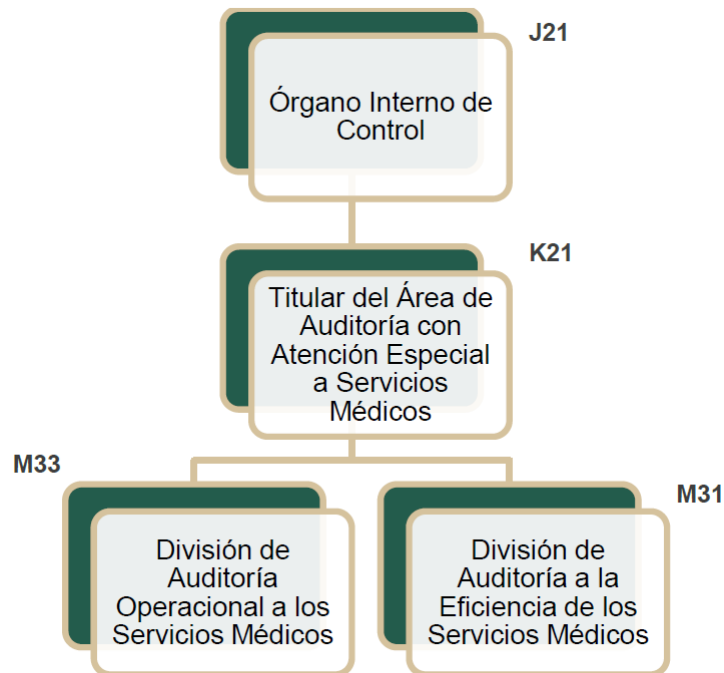 J21
Órgano Interno de
Control
K21
Titular del Área de
Auditoría con
Atención Especial
a Servicios
Médicos
M33
División de
Auditoría
Operacional a los
Servicios Médicos
M31
División de
Auditoría a la
Eficiencia de los
Servicios Médicos